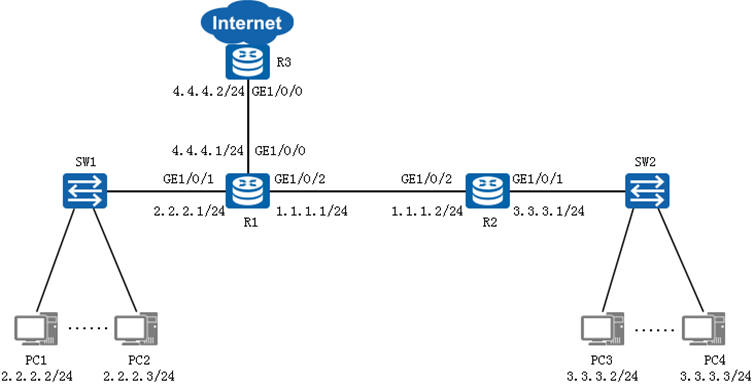 Internet
R3
4.4.4.2/24 GE1/0/0
4.4.4.1/24 GE1/0/0
SW1
GE1/0/1 GE1/0/2 GE1/0/2 GE1/0/1
SW2
2.2.2.1/24 1.1.1.1/24 1.1.1.2/24 3.3.3.1/24
R1 R2
...... ......
PC1 PC2 PC3 PC4
2.2.2.2/24 2.2.2.3/24 3.3.3.2/24 3.3.3.3/24